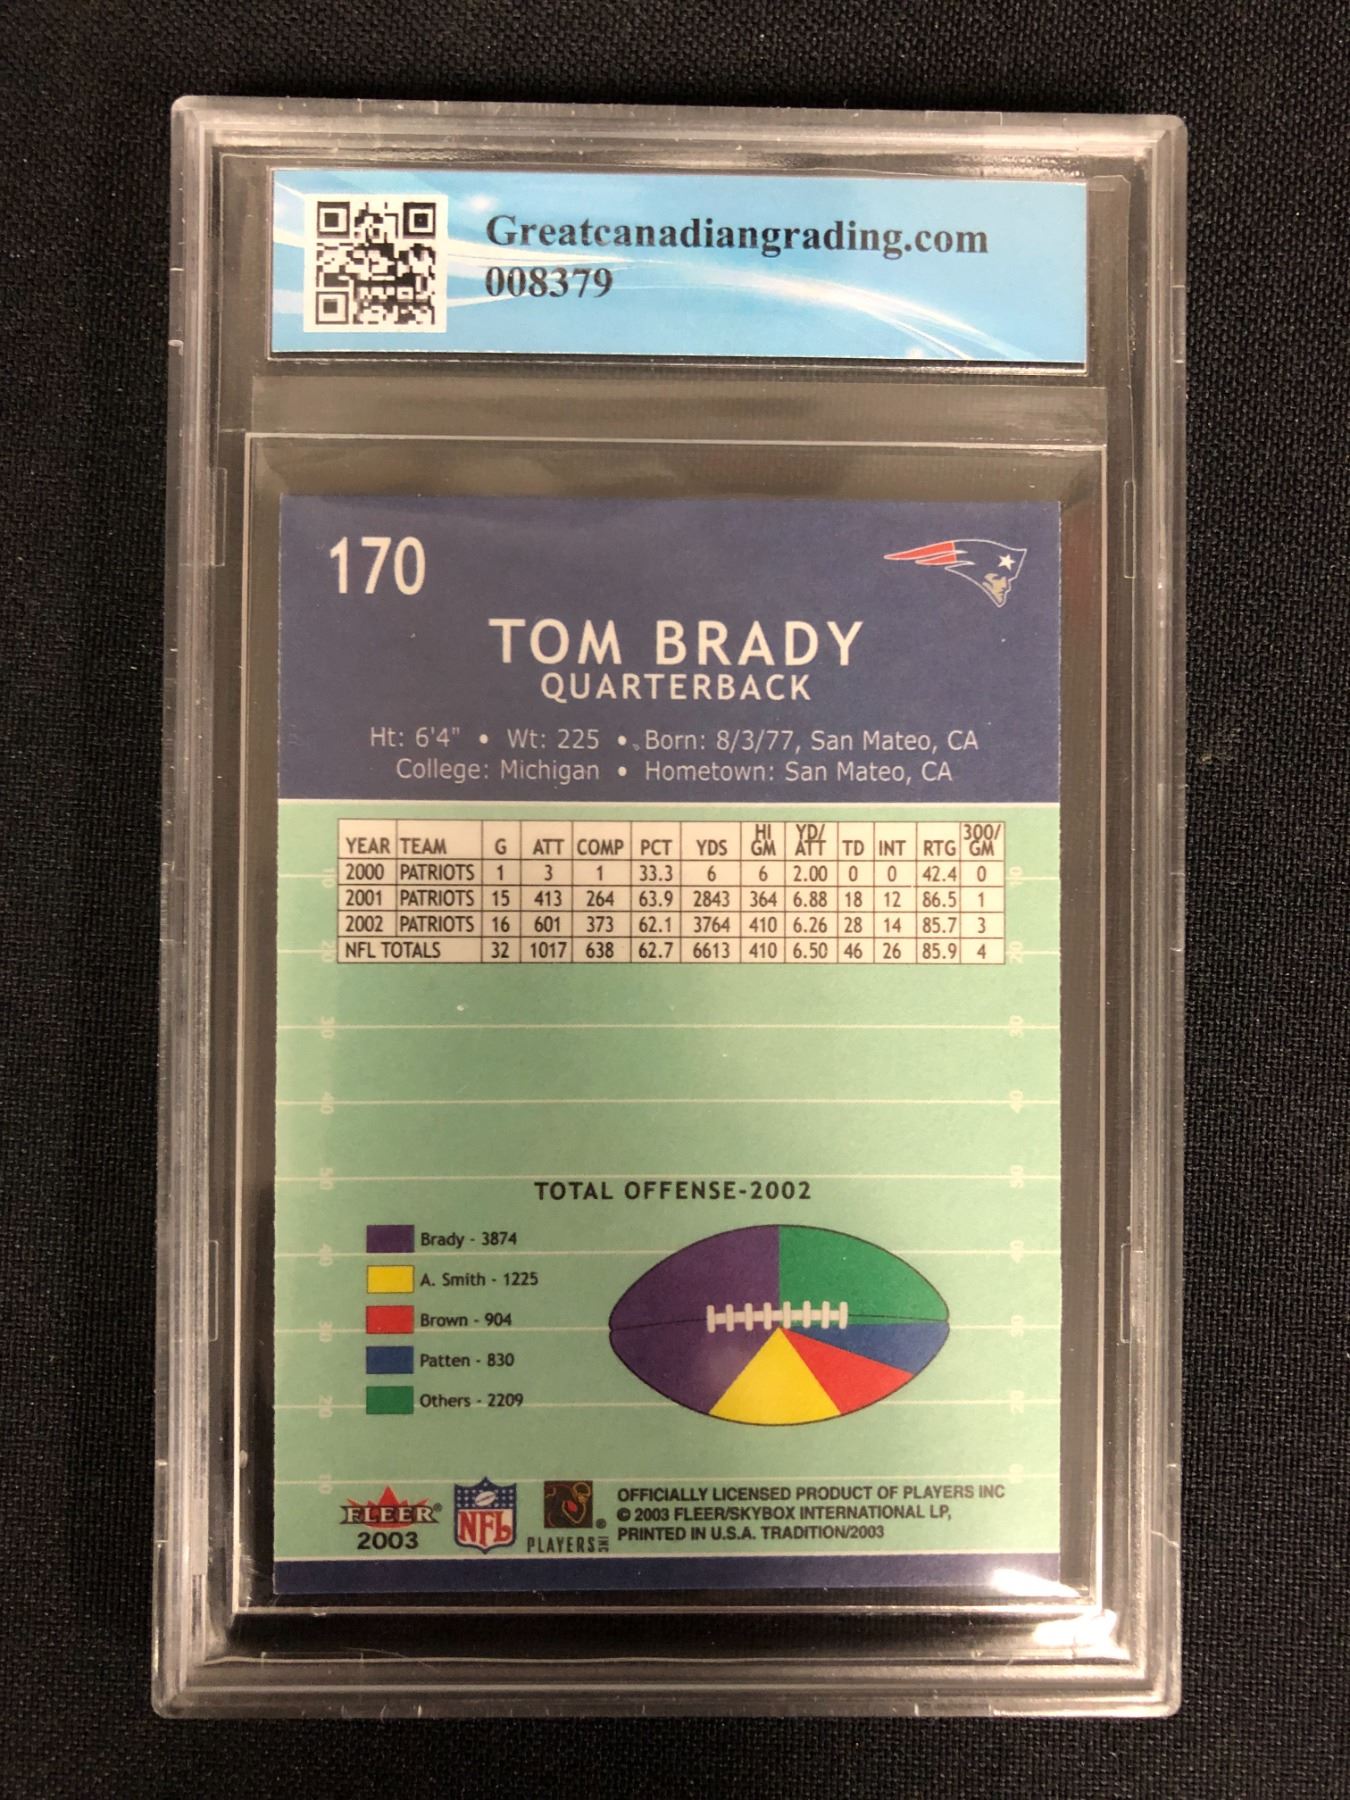 Greatcanadiangrading.com
008379
170
TOM BRADY
QUARTERBACK
Ht: 6'4" • Wt: 225 • Born: 8/3/77, San Mateo, CA
College: Michigan • Hometown: San Mateo, CA
YEAR TEAM G ATT COMP PCT YDS HI GM YD/ATT TD INT RTG 300/GM
2000 PATRIOTS 1 3 1 33.3 6 6 2.00 0 0 42.4 0
2001 PATRIOTS 15 413 264 63.9 2843 364 6.88 18 12 86.5 1
2002 PATRIOTS 16 601 373 62.1 3764 410 6.26 28 14 85.7 3
NFL TOTALS 32 1017 638 62.7 6613 410 6.50 46 26 85.9 4
TOTAL OFFENSE-2002
Brady - 3874
A. Smith - 1225
Brown - 904
Patten - 830
Others - 2209
FLEER®
2003
NFL
PLAYERS INC
®
OFFICIALLY LICENSED PRODUCT OF PLAYERS INC
© 2003 FLEER/SKYBOX INTERNATIONAL LP,
PRINTED IN U.S.A. TRADITION/2003